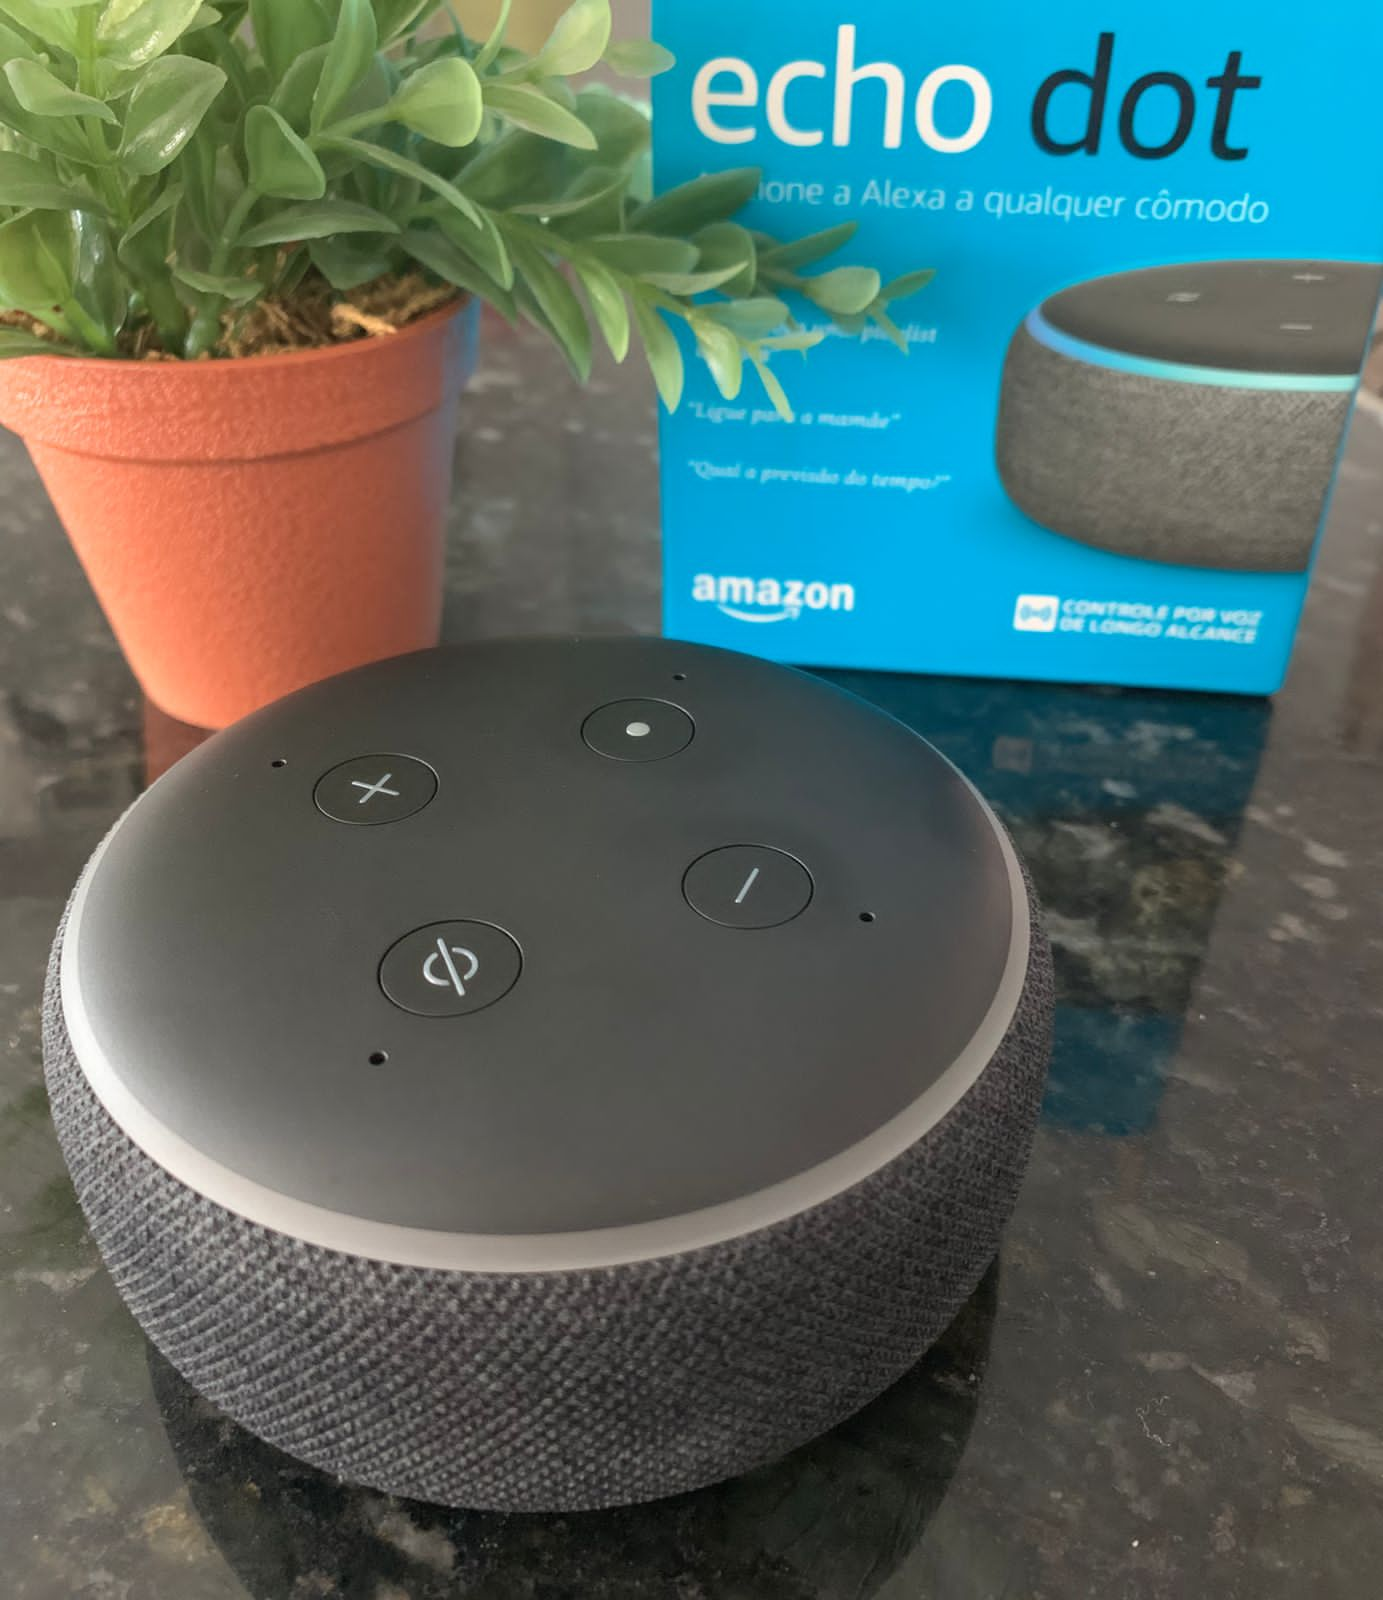 echo dot
a Alexa a qualquer cômodo
playlist
"Ligue para a mamãe"
"Qual a previsão do tempo?"
amazon
CONTROLE POR VOZ
DE LONGO ALCANCE